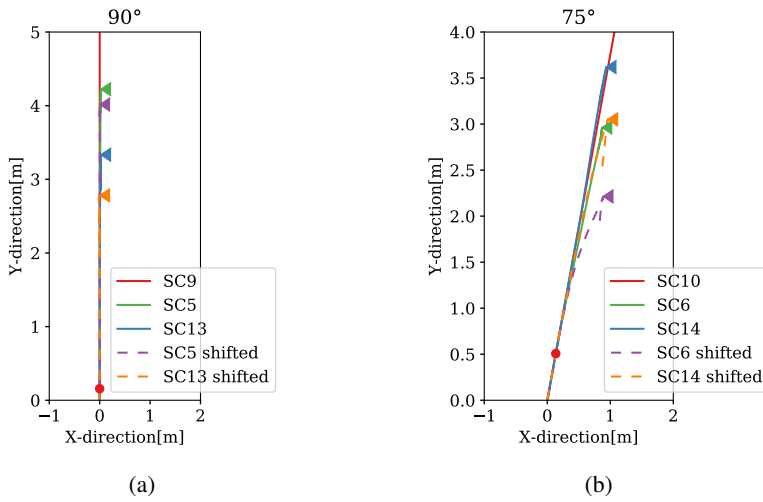 90°
5
4
3
2
1
0
Y-direction[m]
SC9
SC5
SC13
SC5 shifted
SC13 shifted
−1
0
1
2
X-direction[m]
(a)
75°
4.0
3.5
3.0
2.5
2.0
1.5
1.0
0.5
0.0
Y-direction[m]
SC10
SC6
SC14
SC6 shifted
SC14 shifted
−1
0
1
2
X-direction[m]
(b)